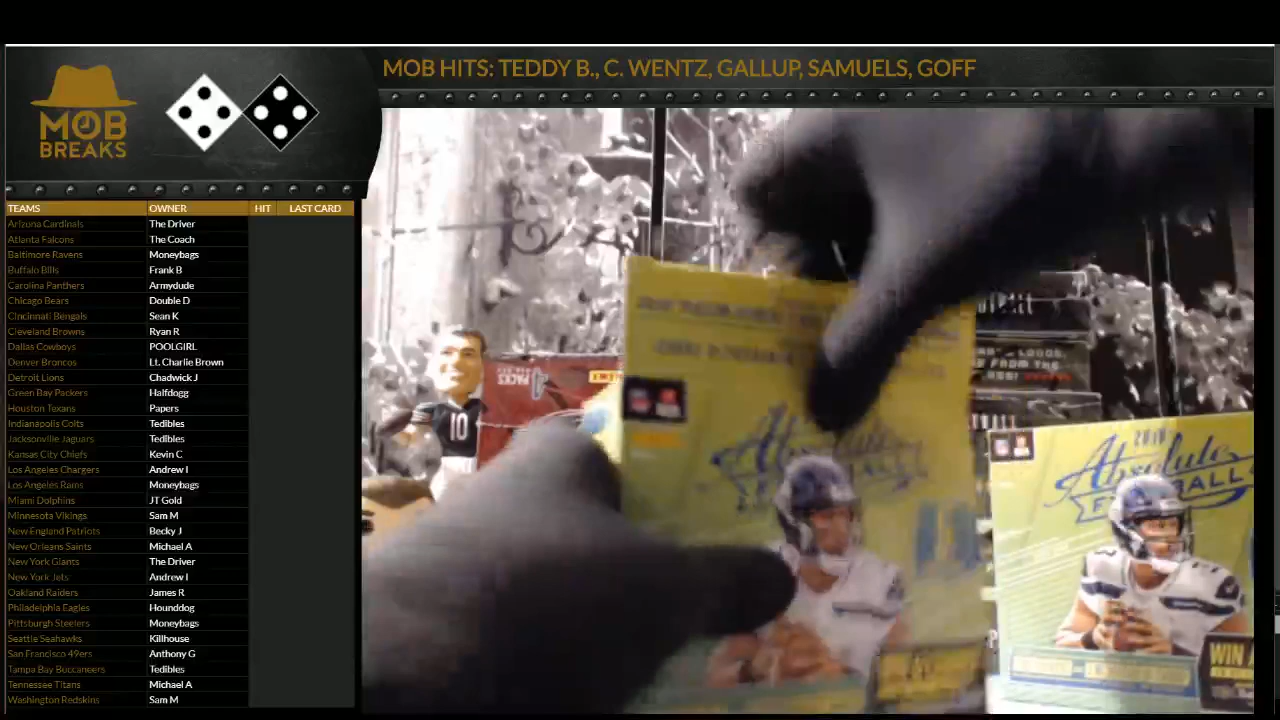 MOB HITS: TEDDY B., C. WENTZ, GALLUP, SAMUELS, GOFF
MOB
BREAKS
TEAMS OWNER HIT LAST CARD
Arizona Cardinals The Driver
Atlanta Falcons The Coach
Baltimore Ravens Moneybags
Buffalo Bills Frank B
Carolina Panthers Armydude
Chicago Bears Double D
Cincinnati Bengals Sean K
Cleveland Browns Ryan R
Dallas Cowboys POOLGIRL
Denver Broncos Lt. Charlie Brown
Detroit Lions Chadwick J
Green Bay Packers Halfdogg
Houston Texans Papers
Indianapolis Colts Tedibles
Jacksonville Jaguars Tedibles
Kansas City Chiefs Kevin C
Los Angeles Chargers Andrew I
Los Angeles Rams Moneybags
Miami Dolphins JT Gold
Minnesota Vikings Sam M
New England Patriots Becky J
New Orleans Saints Michael A
New York Giants The Driver
New York Jets Andrew I
Oakland Raiders James R
Philadelphia Eagles Hounddog
Pittsburgh Steelers Moneybags
Seattle Seahawks Killhouse
San Francisco 49ers Anthony G
Tampa Bay Buccaneers Tedibles
Tennessee Titans Michael A
Washington Redskins Sam M
10
4 PACKS
Absolute
Absolute
FOOTBALL
WIN